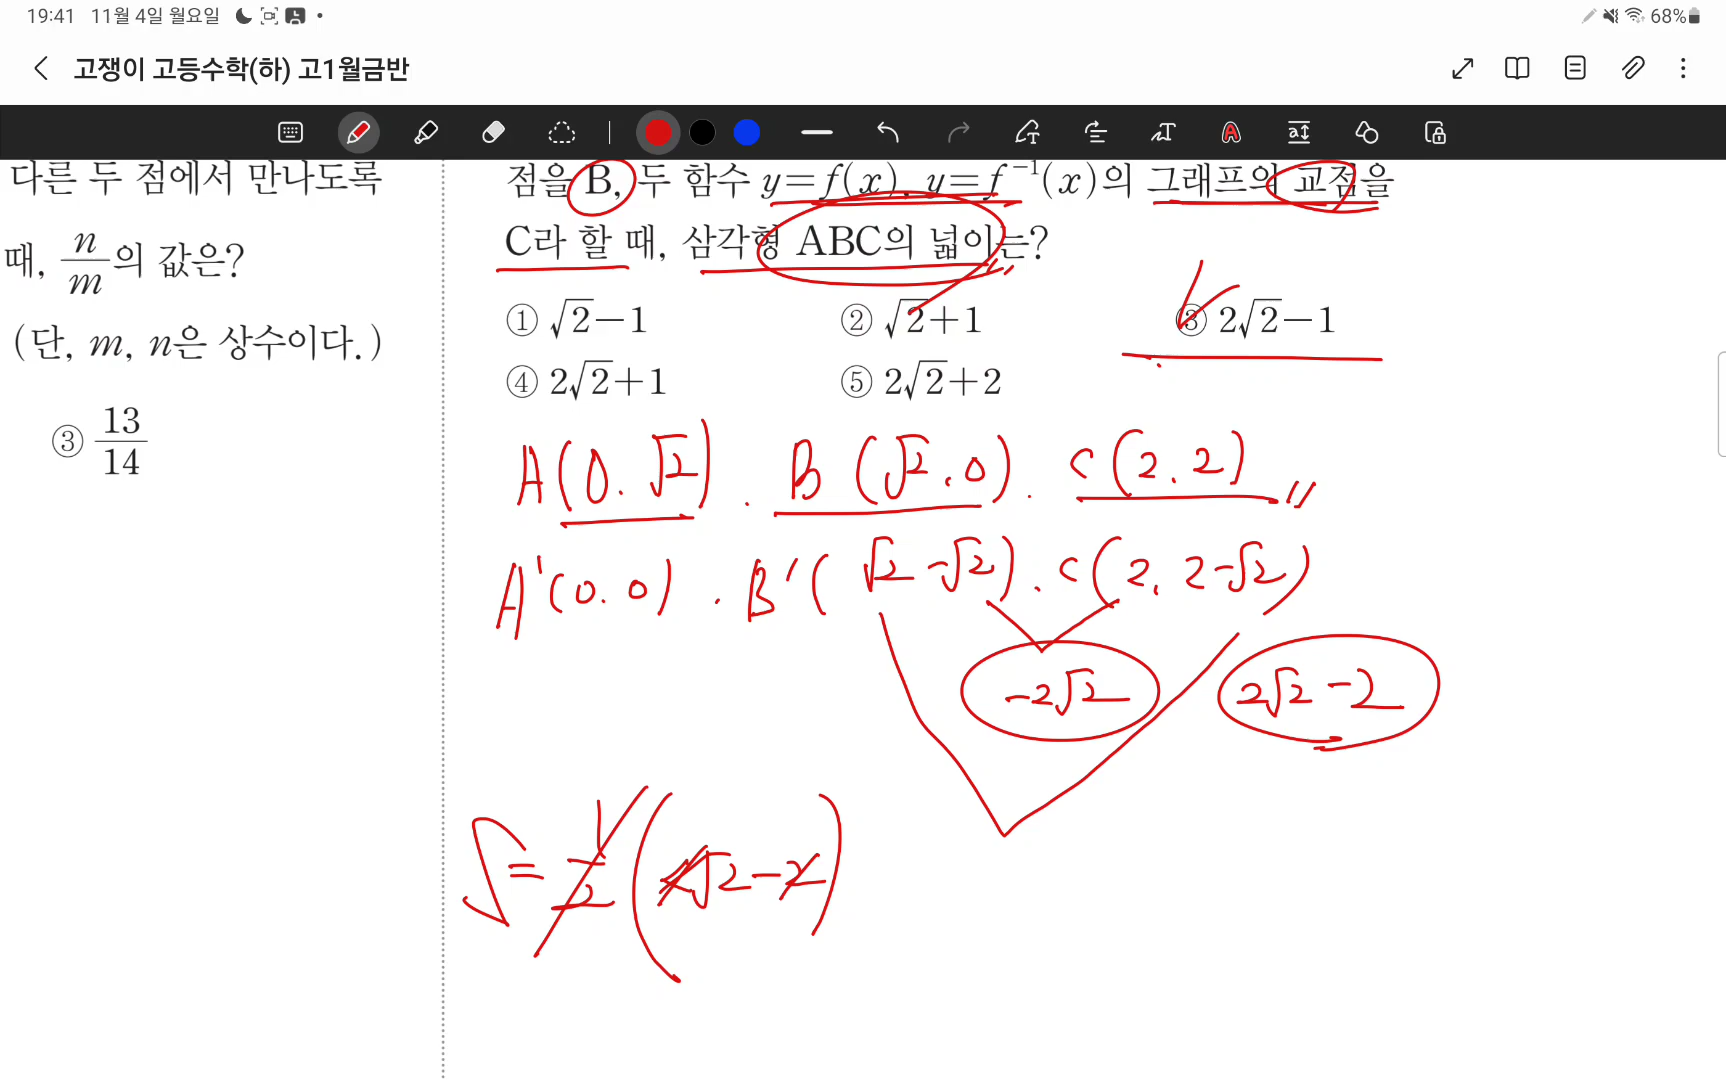 19:41 11월 4일 월요일 68%
고쟁이 고등수학(하) 고1월금반
다른 두 점에서 만나도록
때, n/m의 값은?
(단, m, n은 상수이다.)
③ 13/14
점을 B, 두 함수 y=f(x), y=f⁻¹(x)의 그래프의 교점을
C라 할 때, 삼각형 ABC의 넓이는?
① √2−1 ② √2+1 ③ 2√2−1
④ 2√2+1 ⑤ 2√2+2
A(0. √2). B(√2, 0). C(2. 2)
A'(0. 0). B'(√2 −√2). C(2, 2−√2)
−2√2 2√2−2
S = 1/2 (2√2−2)